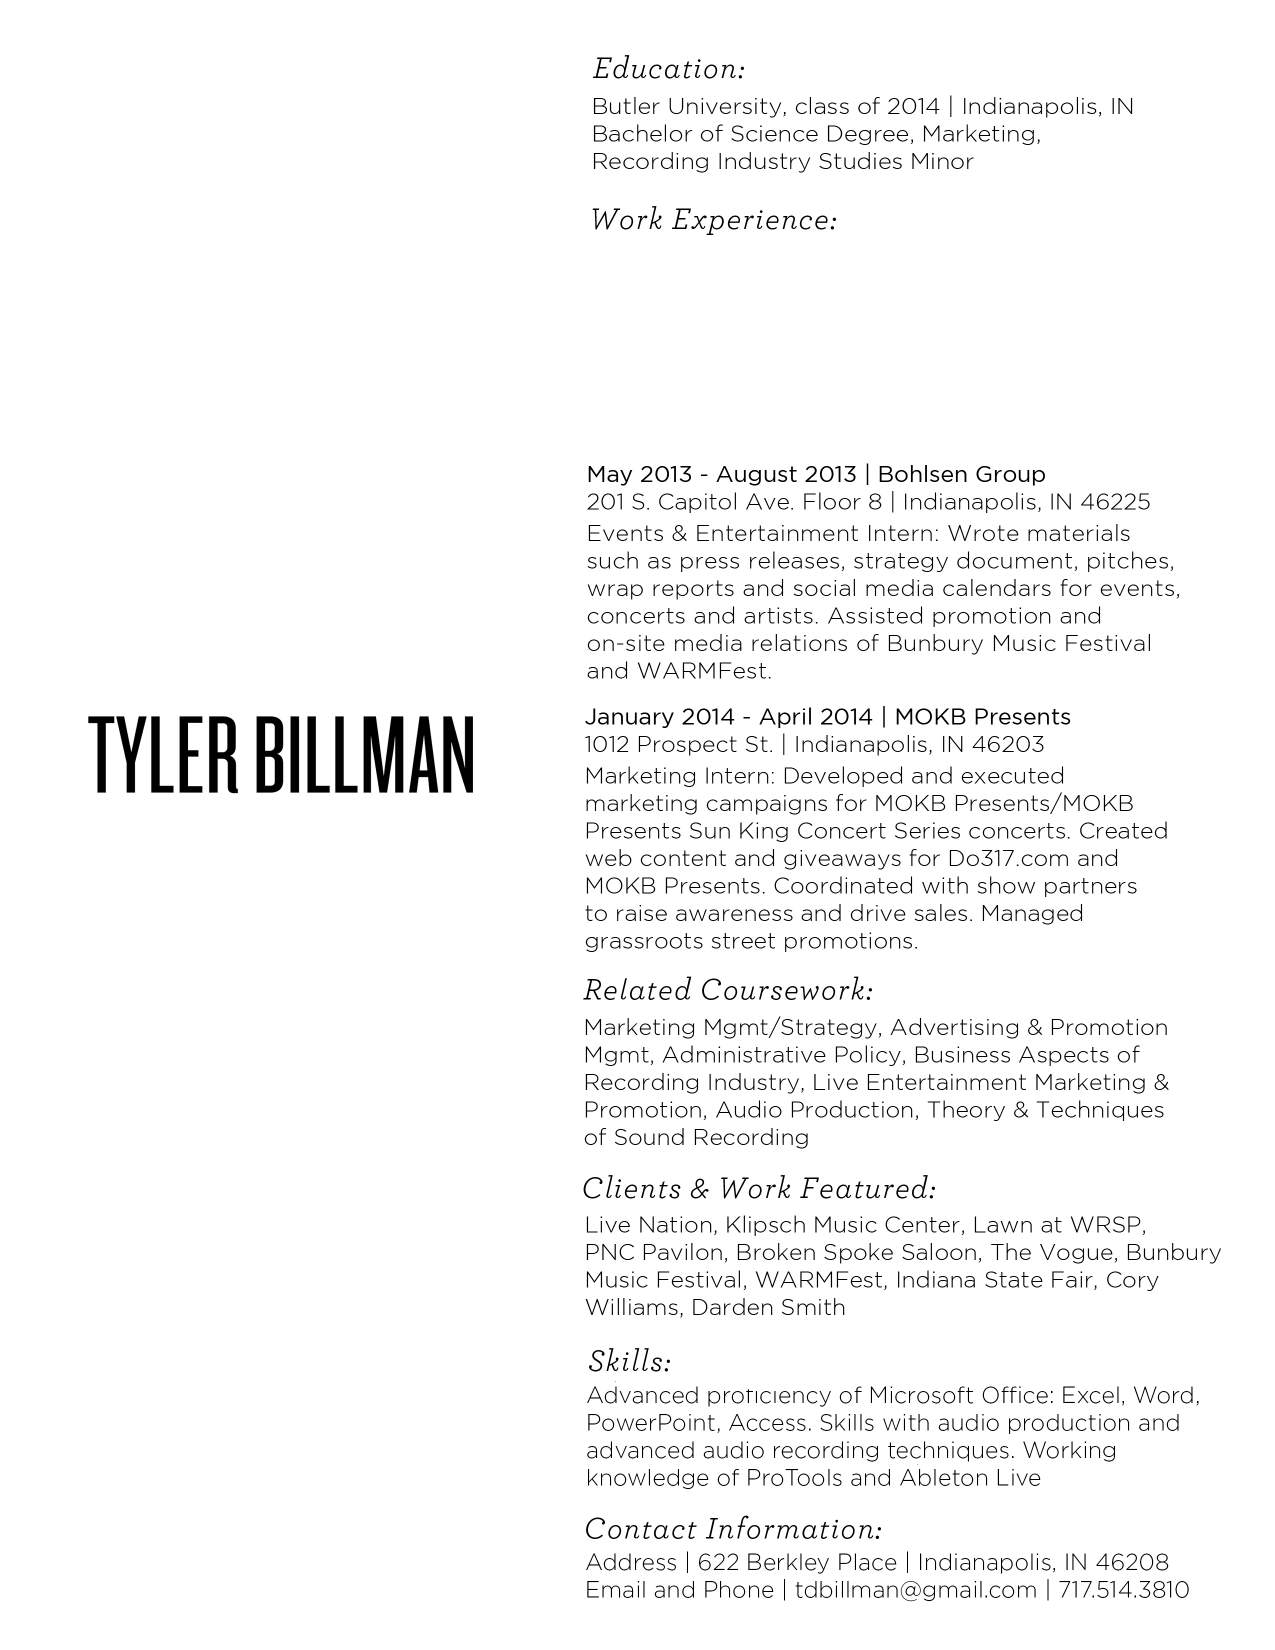 Education:
Butler University, class of 2014 | Indianapolis, IN
Bachelor of Science Degree, Marketing,
Recording Industry Studies Minor
Work Experience:
May 2013 - August 2013 | Bohlsen Group
201 S. Capitol Ave. Floor 8 | Indianapolis, IN 46225
Events & Entertainment Intern: Wrote materials
such as press releases, strategy document, pitches,
wrap reports and social media calendars for events,
concerts and artists. Assisted promotion and
on-site media relations of Bunbury Music Festival
and WARMFest.
TYLER BILLMAN
January 2014 - April 2014 | MOKB Presents
1012 Prospect St. | Indianapolis, IN 46203
Marketing Intern: Developed and executed
marketing campaigns for MOKB Presents/MOKB
Presents Sun King Concert Series concerts. Created
web content and giveaways for Do317.com and
MOKB Presents. Coordinated with show partners
to raise awareness and drive sales. Managed
grassroots street promotions.
Related Coursework:
Marketing Mgmt/Strategy, Advertising & Promotion
Mgmt, Administrative Policy, Business Aspects of
Recording Industry, Live Entertainment Marketing &
Promotion, Audio Production, Theory & Techniques
of Sound Recording
Clients & Work Featured:
Live Nation, Klipsch Music Center, Lawn at WRSP,
PNC Pavilon, Broken Spoke Saloon, The Vogue, Bunbury
Music Festival, WARMFest, Indiana State Fair, Cory
Williams, Darden Smith
Skills:
Advanced proficiency of Microsoft Office: Excel, Word,
PowerPoint, Access. Skills with audio production and
advanced audio recording techniques. Working
knowledge of ProTools and Ableton Live
Contact Information:
Address | 622 Berkley Place | Indianapolis, IN 46208
Email and Phone | tdbillman@gmail.com | 717.514.3810